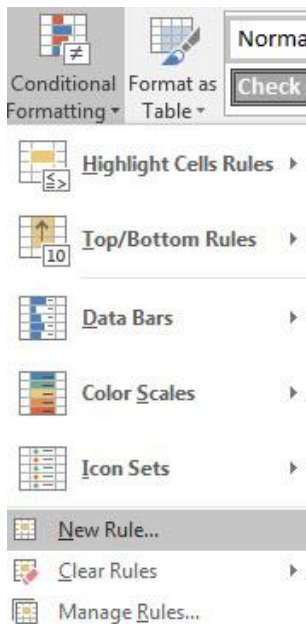 Conditional Format as
Formatting Table
Norma
Check
≤ >
Highlight Cells Rules
10
Top/Bottom Rules
Data Bars
Color Scales
Icon Sets
New Rule...
Clear Rules
Manage Rules...